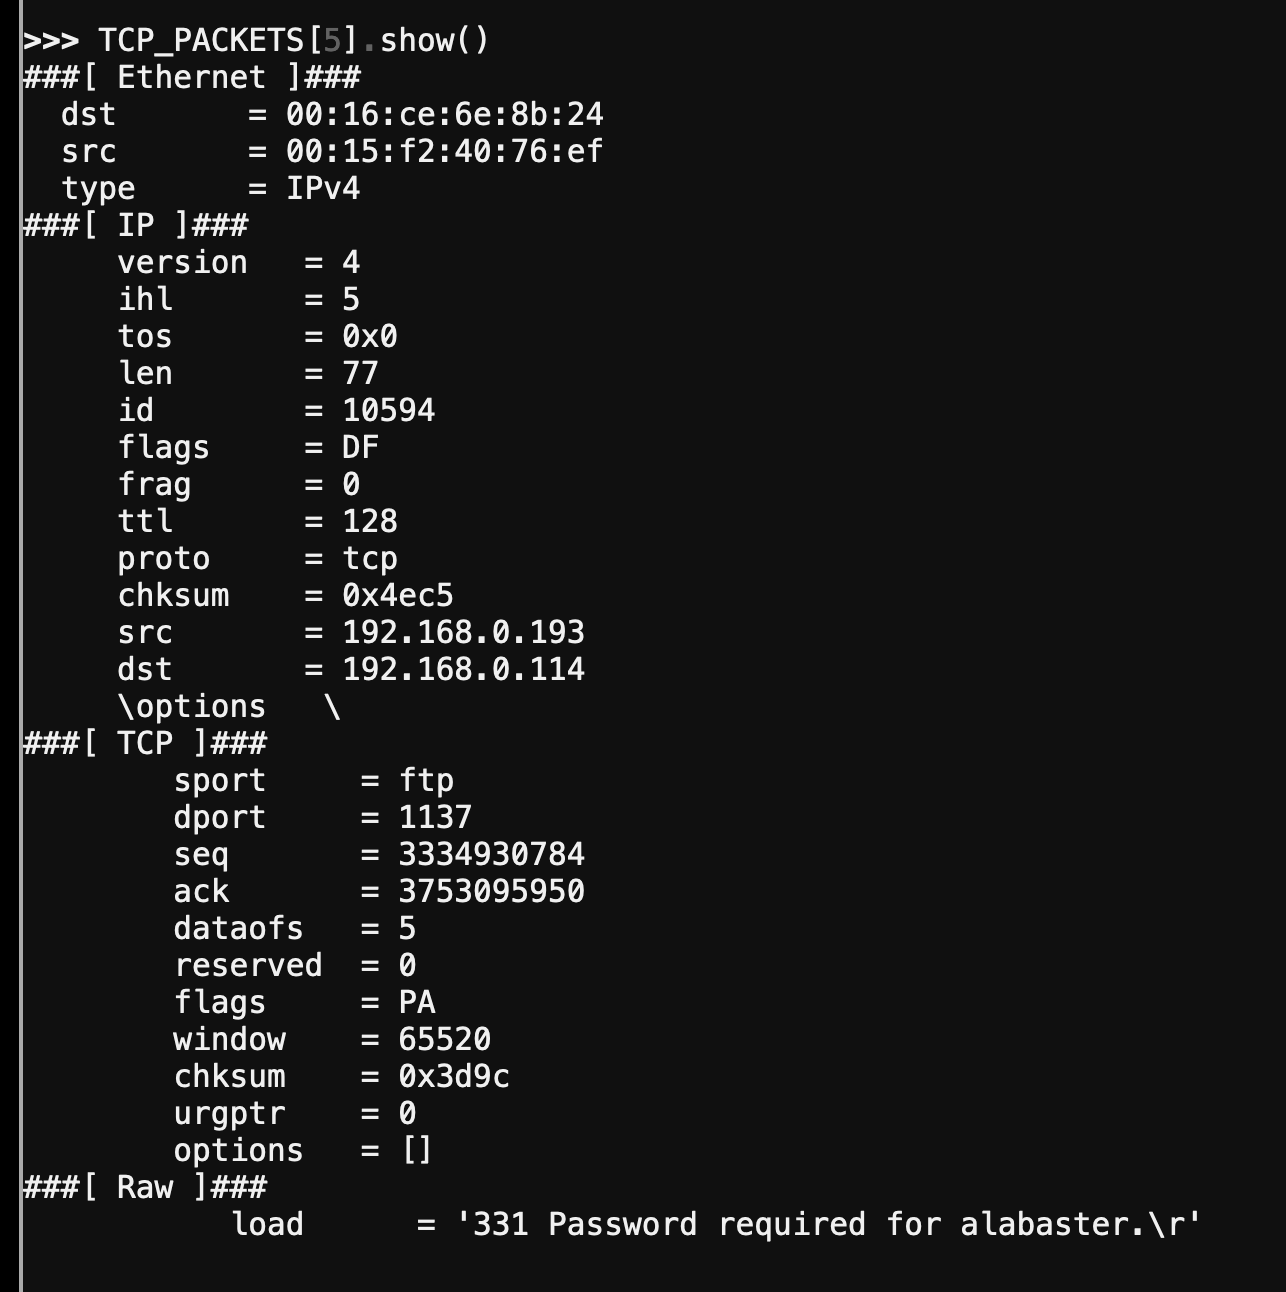 >>> TCP_PACKETS[5].show()
###[ Ethernet ]###
  dst       = 00:16:ce:6e:8b:24
  src       = 00:15:f2:40:76:ef
  type      = IPv4
###[ IP ]###
     version   = 4
     ihl       = 5
     tos       = 0x0
     len       = 77
     id        = 10594
     flags     = DF
     frag      = 0
     ttl       = 128
     proto     = tcp
     chksum    = 0x4ec5
     src       = 192.168.0.193
     dst       = 192.168.0.114
     \options   \
###[ TCP ]###
        sport     = ftp
        dport     = 1137
        seq       = 3334930784
        ack       = 3753095950
        dataofs   = 5
        reserved  = 0
        flags     = PA
        window    = 65520
        chksum    = 0x3d9c
        urgptr    = 0
        options   = []
###[ Raw ]###
           load      = '331 Password required for alabaster.\r'